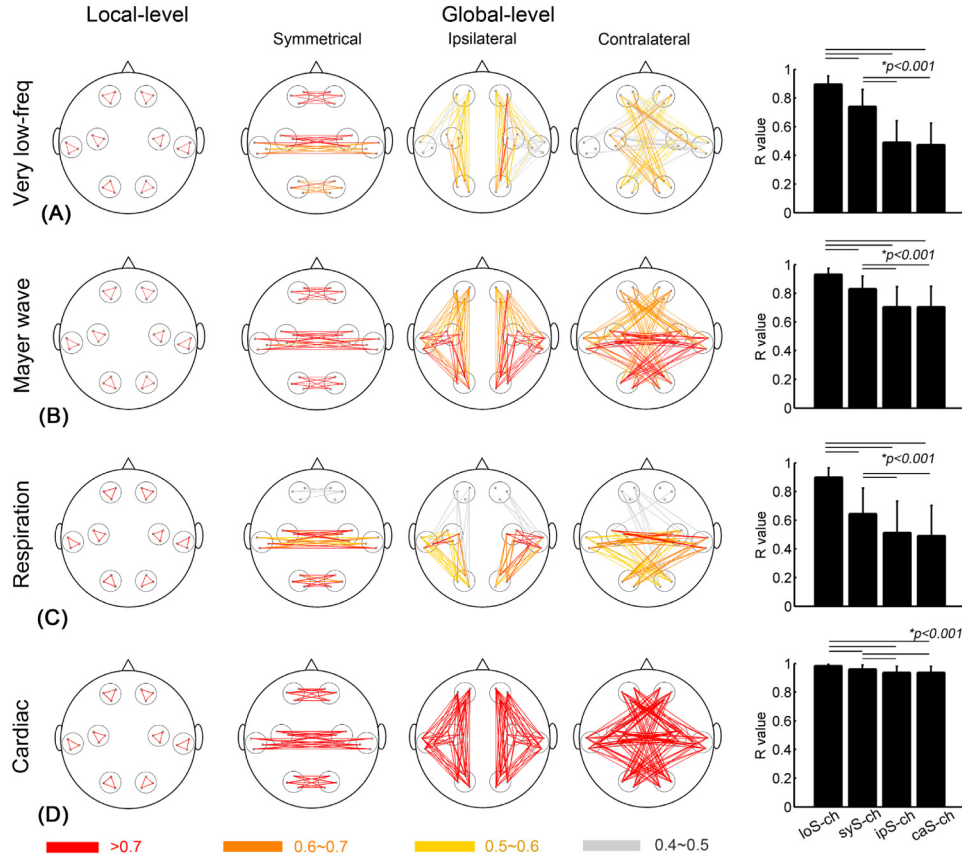 Local-level
Global-level
Symmetrical
Ipsilateral
Contralateral
Very low-freq
(A)
*p<0.001
R value
1
0.8
0.6
0.4
0.2
0
Mayer wave
(B)
*p<0.001
R value
1
0.8
0.6
0.4
0.2
0
Respiration
(C)
*p<0.001
R value
1
0.8
0.6
0.4
0.2
0
Cardiac
(D)
*p<0.001
R value
1
0.8
0.6
0.4
0.2
0
loS-ch
syS-ch
ipS-ch
caS-ch
>0.7
0.6~0.7
0.5~0.6
0.4~0.5